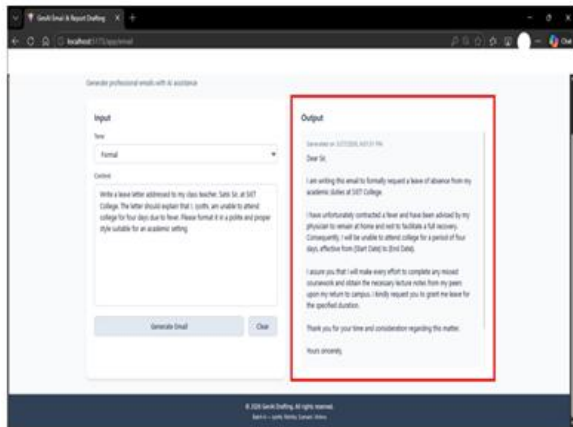 GenAI Email & Report Drafting
localhost:5173/app/email
Chat
Generate professional emails with AI assistance
Input
Tone
Formal
Context
Write a leave letter addressed to my class teacher, Satis Sir, at SIET
College. The letter should explain that I, Jyothi, am unable to attend
college for four days due to fever. Please format it in a polite and proper
style suitable for an academic setting.
Generate Email
Clear
Output
Generated on
Dear Sir,
I am writing this email to formally request a leave of absence from my
academic duties at SIET College.
I have unfortunately contracted a fever and have been advised by my
physician to remain at home and rest to facilitate a full recovery.
Consequently, I will be unable to attend college for a period of four
days, effective from [Start Date] to [End Date].
I assure you that I will make every effort to complete any missed
coursework and obtain the necessary lecture notes from my peers
upon my return to campus. I kindly request you to grant me leave for
the specified duration.
Thank you for your time and consideration regarding this matter.
Yours sincerely,
© 2026 GenAI Drafting. All rights reserved.